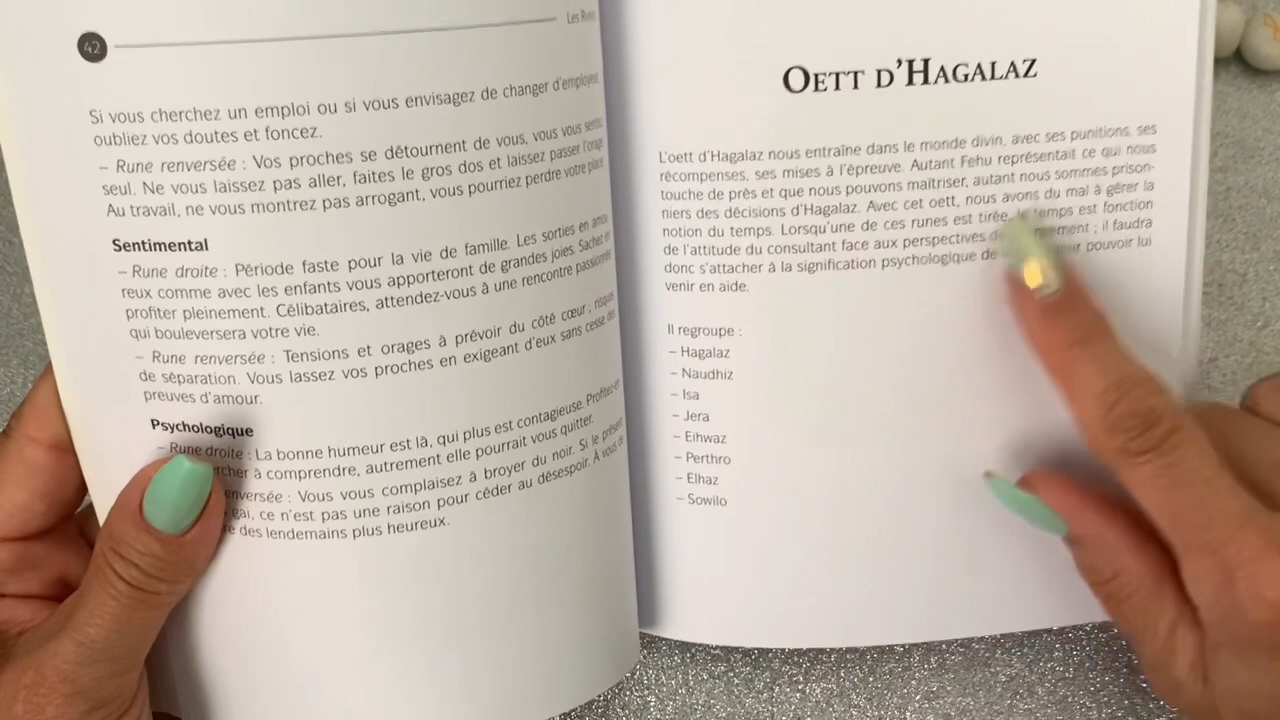 42
Les Run
Si vous cherchez un emploi ou si vous envisagez de changer d'employeur,
oubliez vos doutes et foncez.
– Rune renversée : Vos proches se détournent de vous, vous vous sentez
seul. Ne vous laissez pas aller, faites le gros dos et laissez passer l'orage.
Au travail, ne vous montrez pas arrogant, vous pourriez perdre votre place.
Sentimental
– Rune droite : Période faste pour la vie de famille. Les sorties en amou
reux comme avec les enfants vous apporteront de grandes joies. Sachez en
profiter pleinement. Célibataires, attendez-vous à une rencontre passionnée
qui bouleversera votre vie.
– Rune renversée : Tensions et orages à prévoir du côté cœur ; risques
de séparation. Vous lassez vos proches en exigeant d'eux sans cesse des
preuves d'amour.
Psychologique
– Rune droite : La bonne humeur est là, qui plus est contagieuse. Profitez-en
rcher à comprendre, autrement elle pourrait vous quitter.
enversée : Vous vous complaisez à broyer du noir. Si le présent
gai, ce n'est pas une raison pour céder au désespoir. À vous de
re des lendemains plus heureux.
Oett d'Hagalaz
L'oett d'Hagalaz nous entraîne dans le monde divin, avec ses punitions, ses
récompenses, ses mises à l'épreuve. Autant Fehu représentait ce qui nous
touche de près et que nous pouvons maîtriser, autant nous sommes prison-
niers des décisions d'Hagalaz. Avec cet oett, nous avons du mal à gérer la
notion du temps. Lorsqu'une de ces runes est tirée, le temps est fonction
de l'attitude du consultant face aux perspectives ement ; il faudra
donc s'attacher à la signification psychologique de pouvoir lui
venir en aide.
Il regroupe :
– Hagalaz
– Naudhiz
– Isa
– Jera
– Eihwaz
– Perthro
– Elhaz
– Sowilo